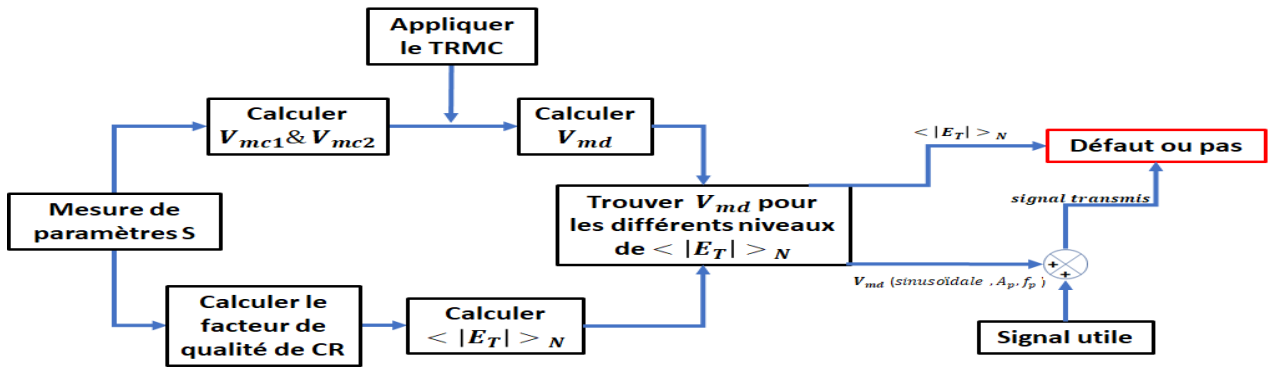 Appliquer
le TRMC
Calculer
V_mc1 & V_mc2
Calculer
V_md
< |E_T| >_N
Défaut ou pas
Mesure de
paramètres S
Trouver V_md pour
les différents niveaux
de < |E_T| >_N
signal transmis
+
+
V_md (sinusoïdale , A_p, f_p)
Calculer le
facteur de
qualité de CR
Calculer
< |E_T| >_N
Signal utile